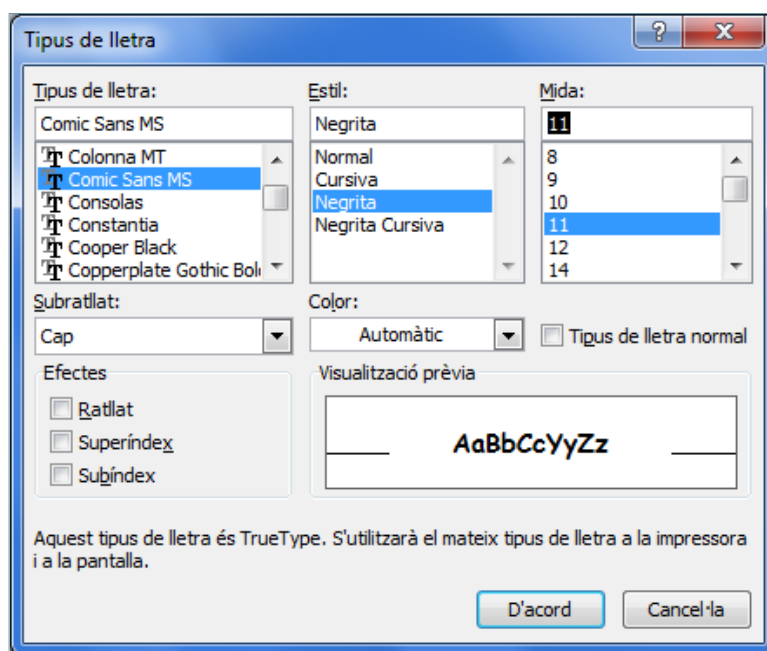 Tipus de lletra
Tipus de lletra:
Comic Sans MS
Colonna MT
Comic Sans MS
Consolas
Constantia
Cooper Black
Copperplate Gothic Bol
Estil:
Negrita
Normal
Cursiva
Negrita
Negrita Cursiva
Mida:
11
8
9
10
11
12
14
Subratllat:
Cap
Color:
Automàtic
Tipus de lletra normal
Efectes
Ratllat
Superíndex
Subíndex
Visualització prèvia
AaBbCcYyZz
Aquest tipus de lletra és TrueType. S'utilitzarà el mateix tipus de lletra a la impressora
i a la pantalla.
D'acord
Cancel·la